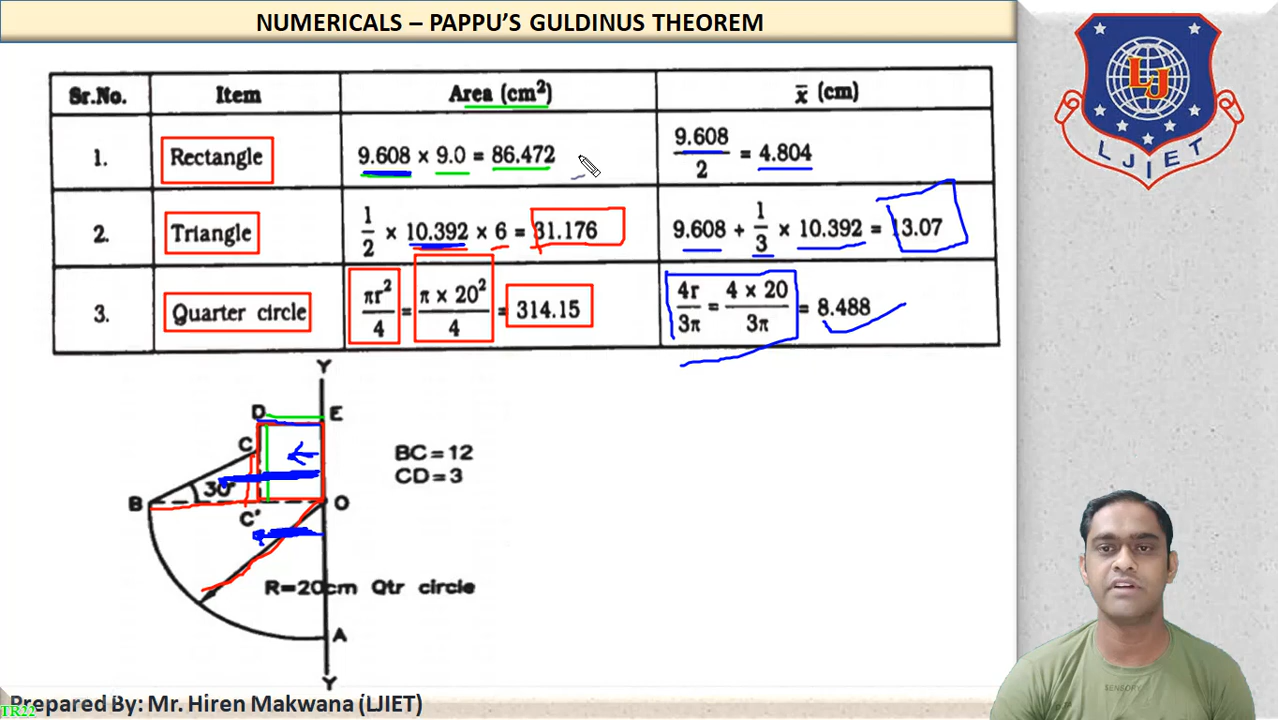 NUMERICALS – PAPPU'S GULDINUS THEOREM
Sr.No. Item Area (cm²) x̄ (cm)
1. Rectangle 9.608 × 9.0 = 86.472 9.608/2 = 4.804
2. Triangle 1/2 × 10.392 × 6 = 31.176 9.608 + 1/3 × 10.392 = 13.07
3. Quarter circle πr²/4 = π × 20²/4 = 314.15 4r/3π = 4 × 20/3π = 8.488
LJ
LJIET
Y
D E
C
BC = 12
CD = 3
30°
B O
C'
R=20cm Qtr circle
A
Y
SENSORY
Prepared By: Mr. Hiren Makwana (LJIET)
TR22